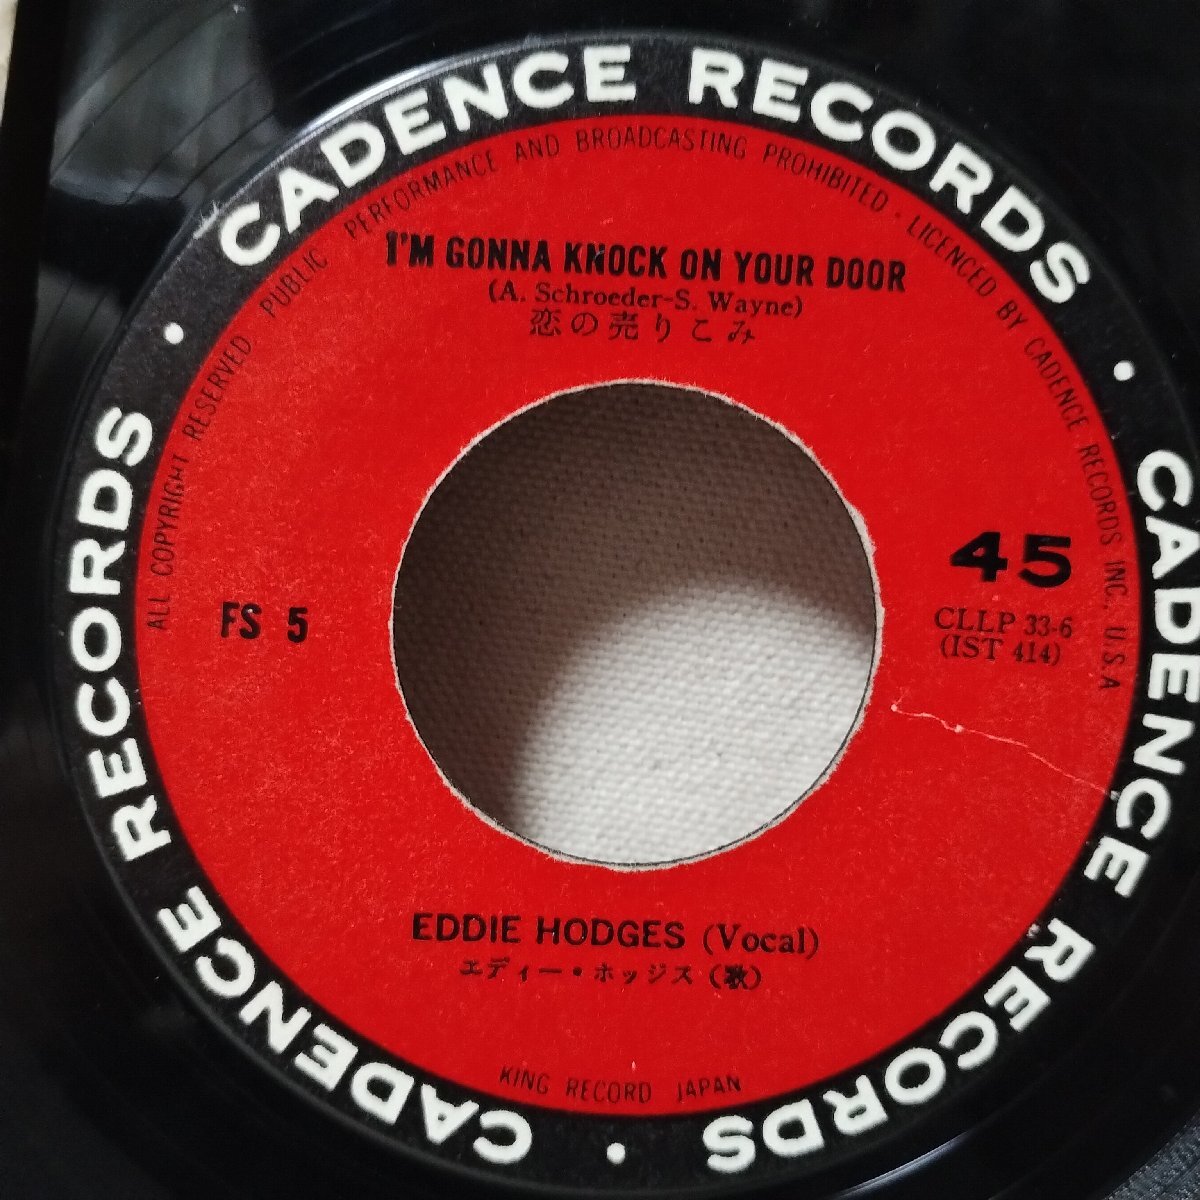 CADENCE RECORDS • CADENCE RECORDS • CADENCE RECORDS •
ALL COPYRIGHT RESERVED PUBLIC PERFORMANCE AND BROADCASTING PROHIBITED · LICENCED BY CADENCE RECORDS INC., U.S.A
I'M GONNA KNOCK ON YOUR DOOR
(A. Schroeder-S. Wayne)
恋の売りこみ
45
FS 5
CLLP 33-6
(IST 414)
EDDIE HODGES (Vocal)
エディー・ホッジス(歌)
KING RECORD JAPAN